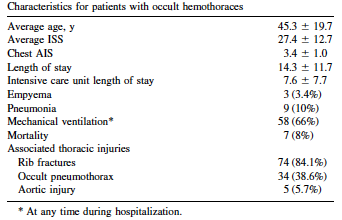 Characteristics for patients with occult hemothoraces
Average age, y 45.3 ± 19.7
Average ISS 27.4 ± 12.7
Chest AIS 3.4 ± 1.0
Length of stay 14.3 ± 11.7
Intensive care unit length of stay 7.6 ± 7.7
Empyema 3 (3.4%)
Pneumonia 9 (10%)
Mechanical ventilation* 58 (66%)
Mortality 7 (8%)
Associated thoracic injuries
Rib fractures 74 (84.1%)
Occult pneumothorax 34 (38.6%)
Aortic injury 5 (5.7%)
* At any time during hospitalization.